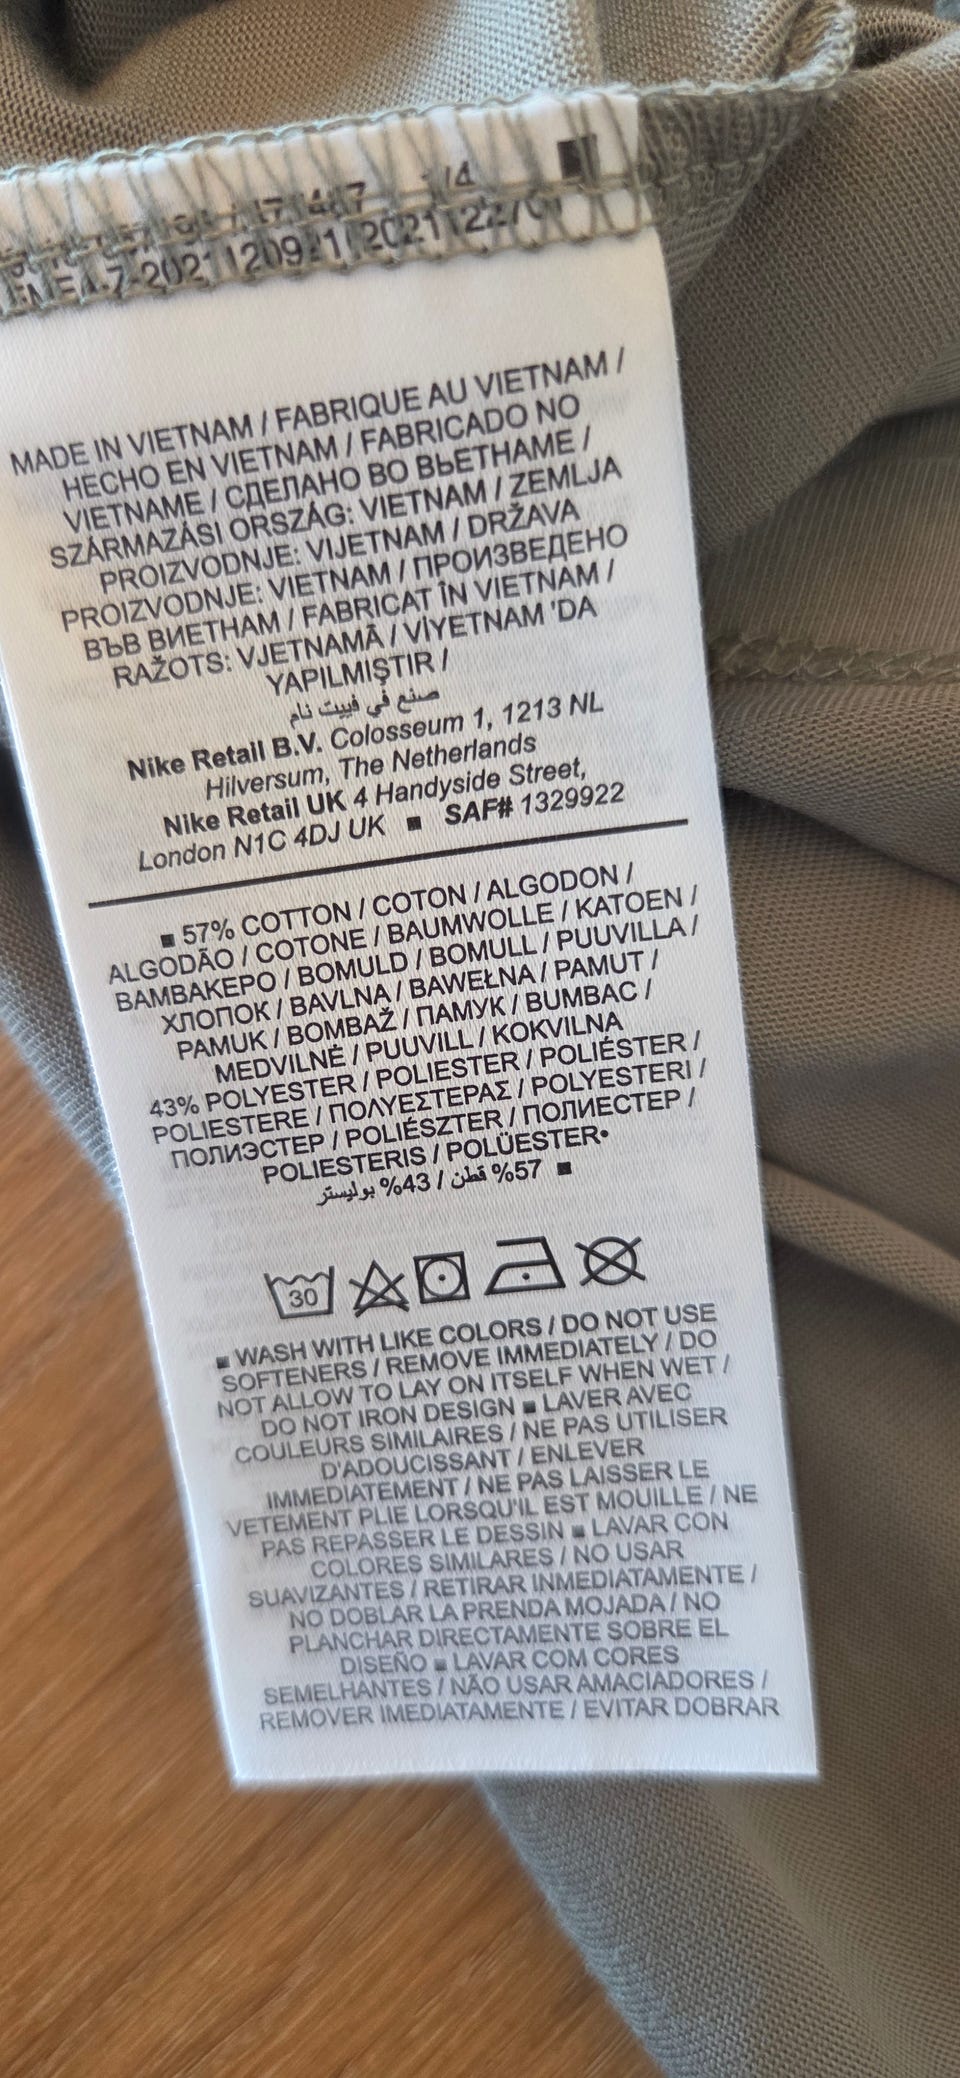 MADE IN VIETNAM / FABRIQUE AU VIETNAM /
HECHO EN VIETNAM / FABRICADO NO
VIETNAME / СДЕЛАНО ВО ВЬЕТНАМЕ /
SZÁRMAZÁSI ORSZÁG: VIETNAM / ZEMLJA
PROIZVODNJE: VIJETNAM / DRŽAVA
PROIZVODNJE: VIETNAM / ПРОИЗВЕДЕНО
ВЪВ ВИЕТНАМ / FABRICAT ÎN VIETNAM /
RAŽOTS: VJETNAMĀ / VİYETNAM 'DA
YAPILMIŞTIR /
صنع في فييت نام
Nike Retail B.V. Colosseum 1, 1213 NL
Hilversum, The Netherlands
Nike Retail UK 4 Handyside Street,
London N1C 4DJ UK ■ SAF# 1329922
■ 57% COTTON / COTON / ALGODON /
ALGODÃO / COTONE / BAUMWOLLE / KATOEN /
ΒΑΜΒΑΚΕΡΟ / BOMULD / BOMULL / PUUVILLA /
ХЛОПОК / BAVLNA / BAWEŁNA / PAMUT /
PAMUK / BOMBAŽ / ПАМУК / BUMBAC /
MEDVILNĖ / PUUVILL / KOKVILNA
43% POLYESTER / POLIESTER / POLIÉSTER /
POLIESTERE / ΠΟΛΥΕΣΤΕΡΑΣ / POLYESTERI /
ПОЛИЭСТЕР / POLIÉSZTER / ПОЛИЕСТЕР /
POLIESTERIS / POLÜESTER•
57% قطن / 43% بوليستر ■
30
■ WASH WITH LIKE COLORS / DO NOT USE
SOFTENERS / REMOVE IMMEDIATELY / DO
NOT ALLOW TO LAY ON ITSELF WHEN WET /
DO NOT IRON DESIGN ■ LAVER AVEC
COULEURS SIMILAIRES / NE PAS UTILISER
D'ADOUCISSANT / ENLEVER
IMMEDIATEMENT / NE PAS LAISSER LE
VETEMENT PLIE LORSQU'IL EST MOUILLE / NE
PAS REPASSER LE DESSIN ■ LAVAR CON
COLORES SIMILARES / NO USAR
SUAVIZANTES / RETIRAR INMEDIATAMENTE /
NO DOBLAR LA PRENDA MOJADA / NO
PLANCHAR DIRECTAMENTE SOBRE EL
DISEÑO ■ LAVAR COM CORES
SEMELHANTES / NÃO USAR AMACIADORES /
REMOVER IMEDIATAMENTE / EVITAR DOBRAR